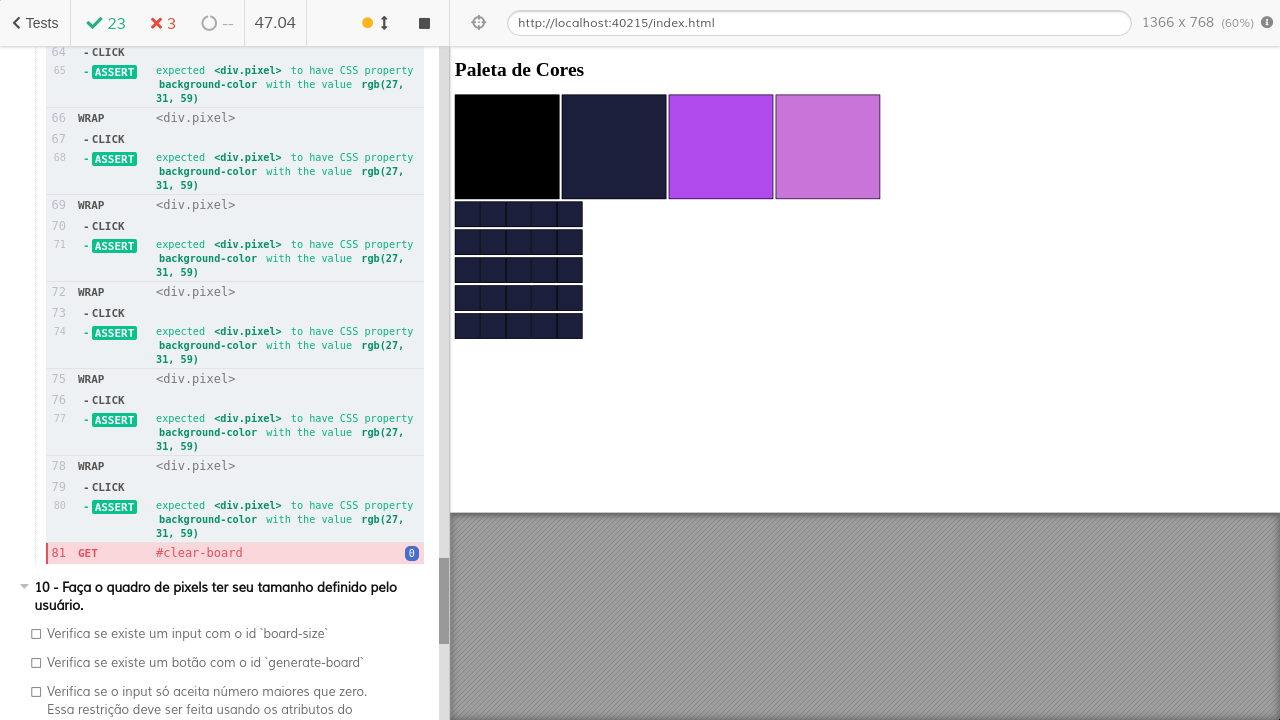 Tests 23 3 -- 47.04 http://localhost:40215/index.html 1366 x 768 (60%)
64 - CLICK
65 - ASSERT expected <div.pixel> to have CSS property
background-color with the value rgb(27,
31, 59)
66 WRAP <div.pixel>
67 - CLICK
68 - ASSERT expected <div.pixel> to have CSS property
background-color with the value rgb(27,
31, 59)
69 WRAP <div.pixel>
70 - CLICK
71 - ASSERT expected <div.pixel> to have CSS property
background-color with the value rgb(27,
31, 59)
72 WRAP <div.pixel>
73 - CLICK
74 - ASSERT expected <div.pixel> to have CSS property
background-color with the value rgb(27,
31, 59)
75 WRAP <div.pixel>
76 - CLICK
77 - ASSERT expected <div.pixel> to have CSS property
background-color with the value rgb(27,
31, 59)
78 WRAP <div.pixel>
79 - CLICK
80 - ASSERT expected <div.pixel> to have CSS property
background-color with the value rgb(27,
31, 59)
81 GET #clear-board 0
10 - Faça o quadro de pixels ter seu tamanho definido pelo
usuário.
Verifica se existe um input com o id `board-size`
Verifica se existe um botão com o id `generate-board`
Verifica se o input só aceita número maiores que zero.
Essa restrição deve ser feita usando os atributos do
Paleta de Cores